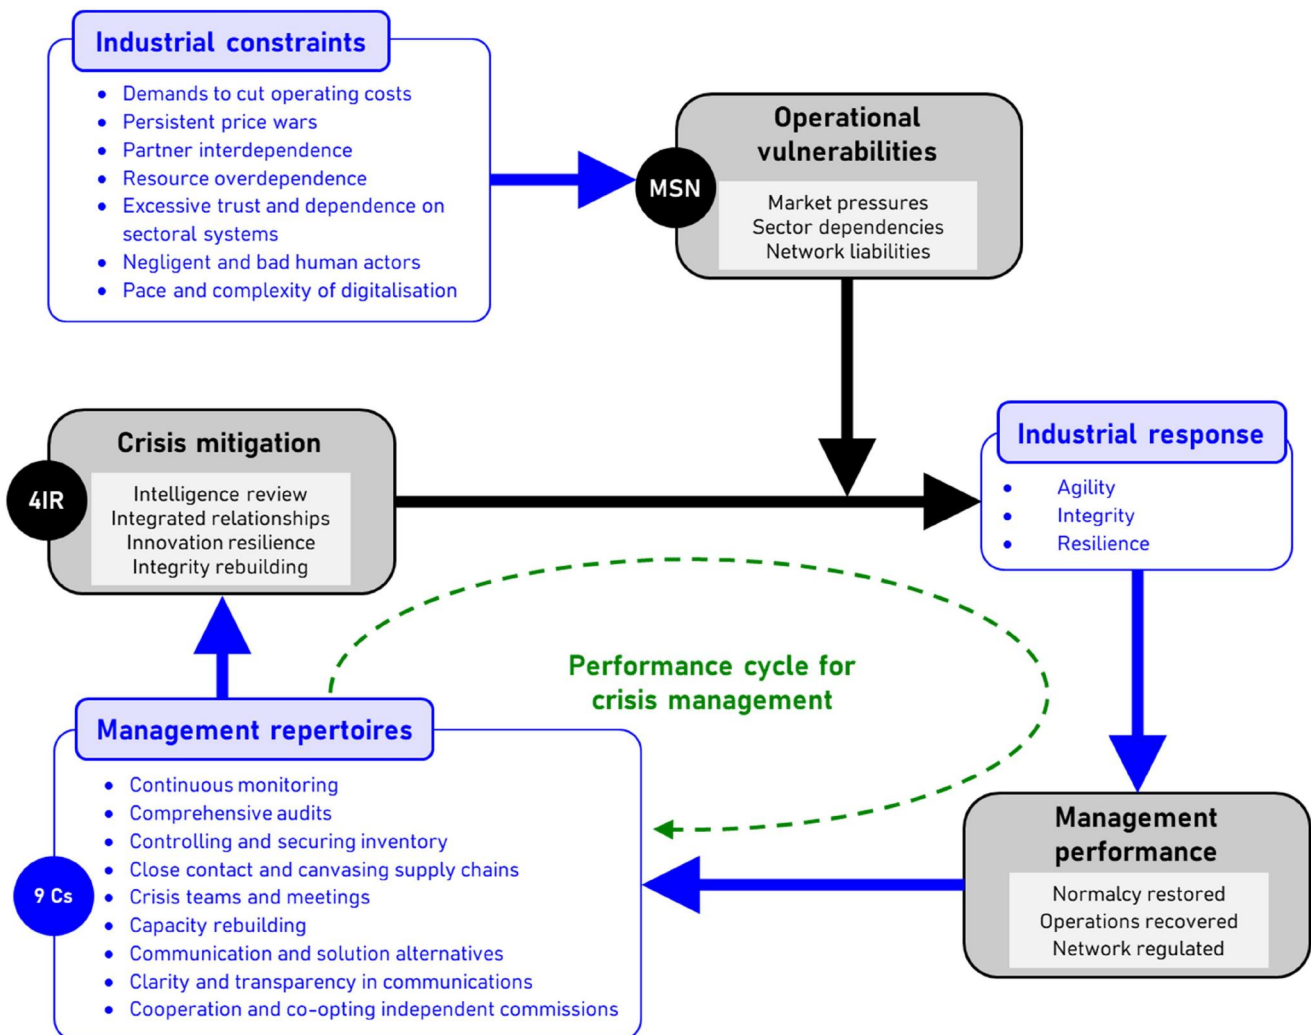 Industrial constraints
• Demands to cut operating costs
• Persistent price wars
• Partner interdependence
• Resource overdependence
• Excessive trust and dependence on
sectoral systems
• Negligent and bad human actors
• Pace and complexity of digitalisation
Operational
vulnerabilities
MSN
Market pressures
Sector dependencies
Network liabilities
Crisis mitigation
4IR
Intelligence review
Integrated relationships
Innovation resilience
Integrity rebuilding
Industrial response
• Agility
• Integrity
• Resilience
Performance cycle for
crisis management
Management repertoires
• Continuous monitoring
• Comprehensive audits
• Controlling and securing inventory
• Close contact and canvasing supply chains
9 Cs
• Crisis teams and meetings
• Capacity rebuilding
• Communication and solution alternatives
• Clarity and transparency in communications
• Cooperation and co-opting independent commissions
Management
performance
Normalcy restored
Operations recovered
Network regulated